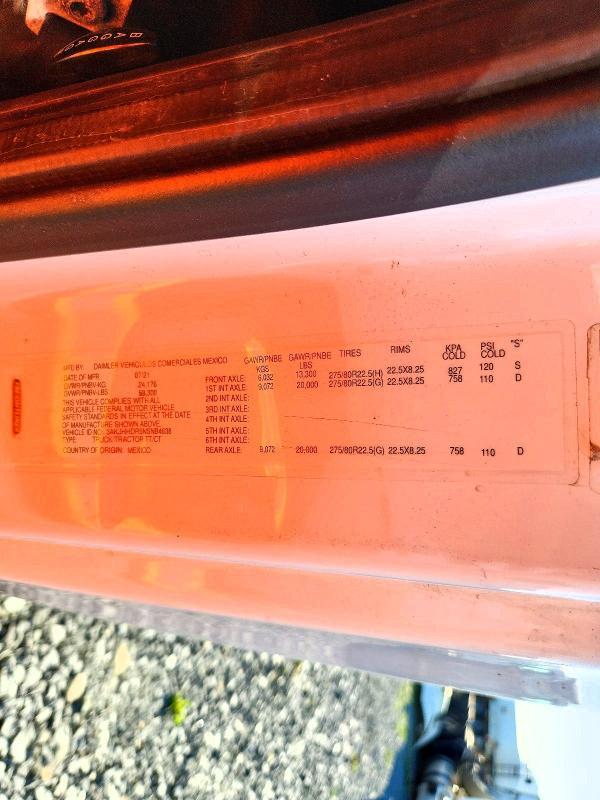 MFD BY: DAIMLER VEHICULOS COMERCIALES MEXICO
DATE OF MFR: 07/21
GVWR/PNBV-KG: 24,176
GVWR/PNBV-LBS: 53,300
THIS VEHICLE COMPLIES WITH ALL
APPLICABLE FEDERAL MOTOR VEHICLE
SAFETY STANDARDS IN EFFECT AT THE DATE
OF MANUFACTURE SHOWN ABOVE.
VEHICLE ID NO.: 3AKJHHDR5NSNB4638
TYPE: TRUCK/TRACTOR TT/CT
COUNTRY OF ORIGIN: MEXICO
GAWR/PNBE GAWR/PNBE TIRES RIMS KPA PSI "S"
KGS LBS COLD COLD
FRONT AXLE: 6,032 13,300 275/80R22.5(H) 22.5X8.25 827 120 S
1ST INT AXLE: 9,072 20,000 275/80R22.5(G) 22.5X8.25 758 110 D
2ND INT AXLE:
3RD INT AXLE:
4TH INT AXLE:
5TH INT AXLE:
6TH INT AXLE:
REAR AXLE: 9,072 20,000 275/80R22.5(G) 22.5X8.25 758 110 D